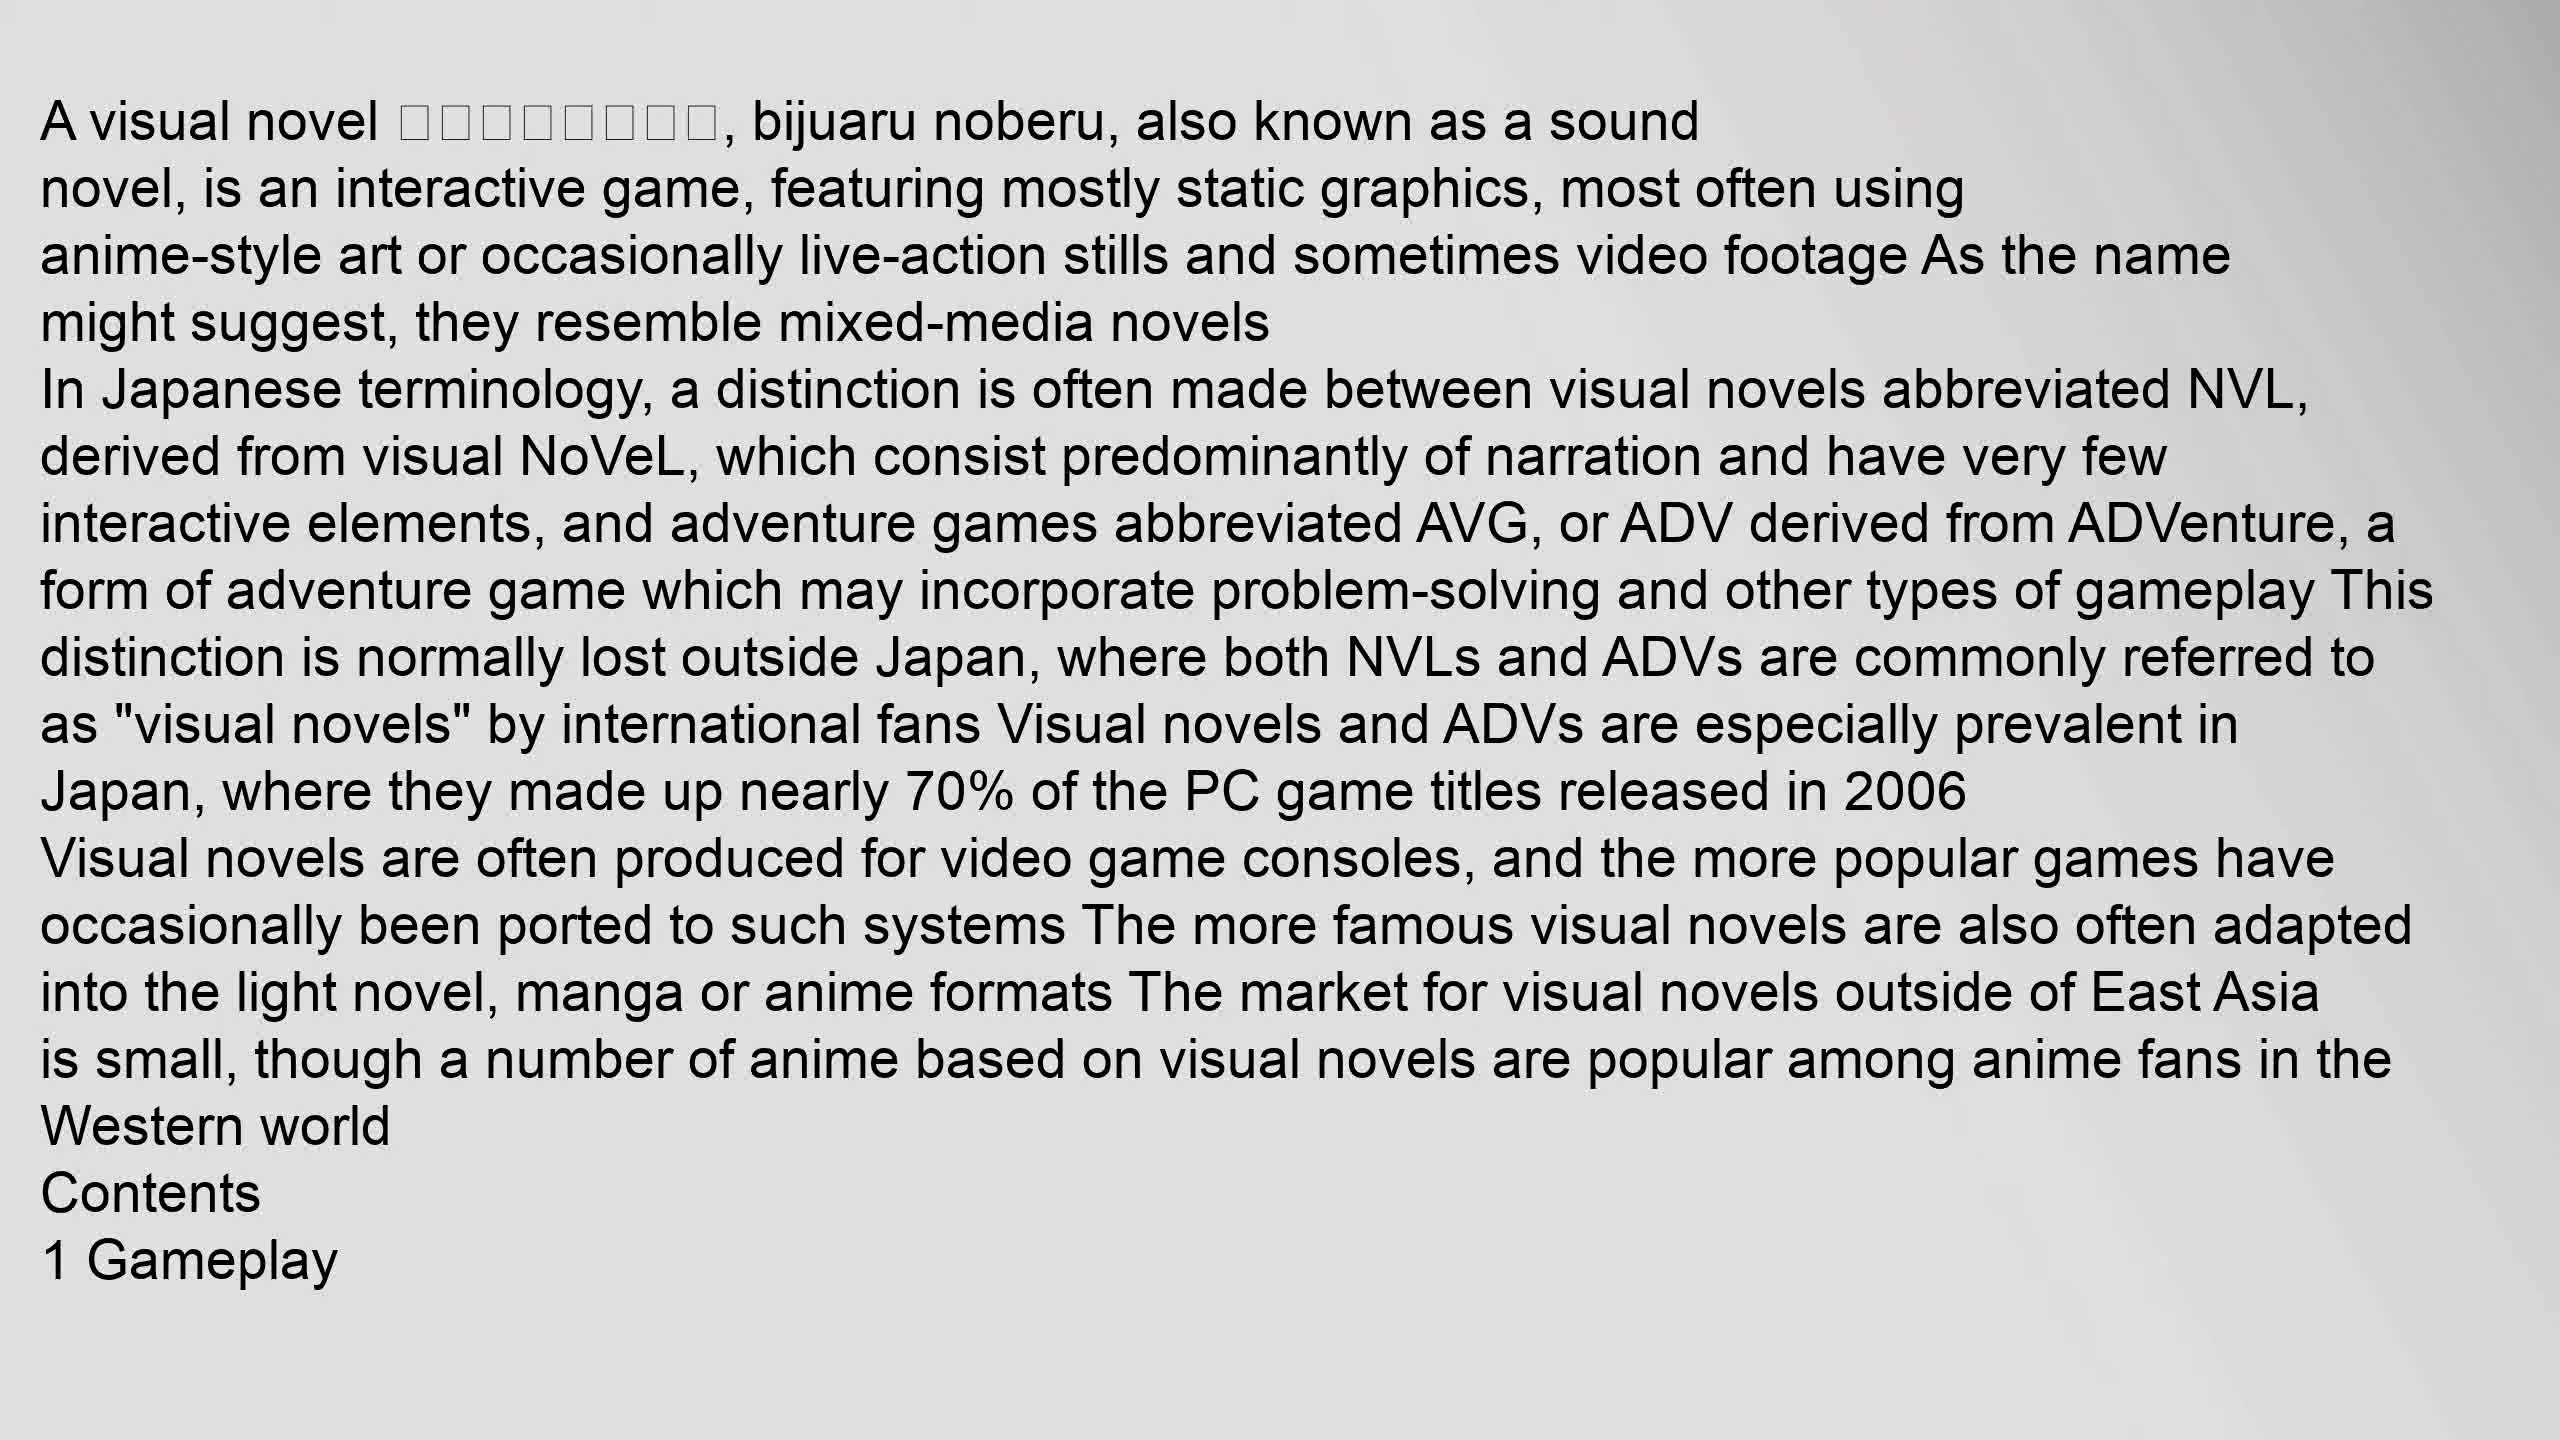 A visual novel □□□□□□□□, bijuaru noberu, also known as a sound
novel, is an interactive game, featuring mostly static graphics, most often using
anime-style art or occasionally live-action stills and sometimes video footage As the name
might suggest, they resemble mixed-media novels
In Japanese terminology, a distinction is often made between visual novels abbreviated NVL,
derived from visual NoVeL, which consist predominantly of narration and have very few
interactive elements, and adventure games abbreviated AVG, or ADV derived from ADVenture, a
form of adventure game which may incorporate problem-solving and other types of gameplay This
distinction is normally lost outside Japan, where both NVLs and ADVs are commonly referred to
as "visual novels" by international fans Visual novels and ADVs are especially prevalent in
Japan, where they made up nearly 70% of the PC game titles released in 2006
Visual novels are often produced for video game consoles, and the more popular games have
occasionally been ported to such systems The more famous visual novels are also often adapted
into the light novel, manga or anime formats The market for visual novels outside of East Asia
is small, though a number of anime based on visual novels are popular among anime fans in the
Western world
Contents
1 Gameplay